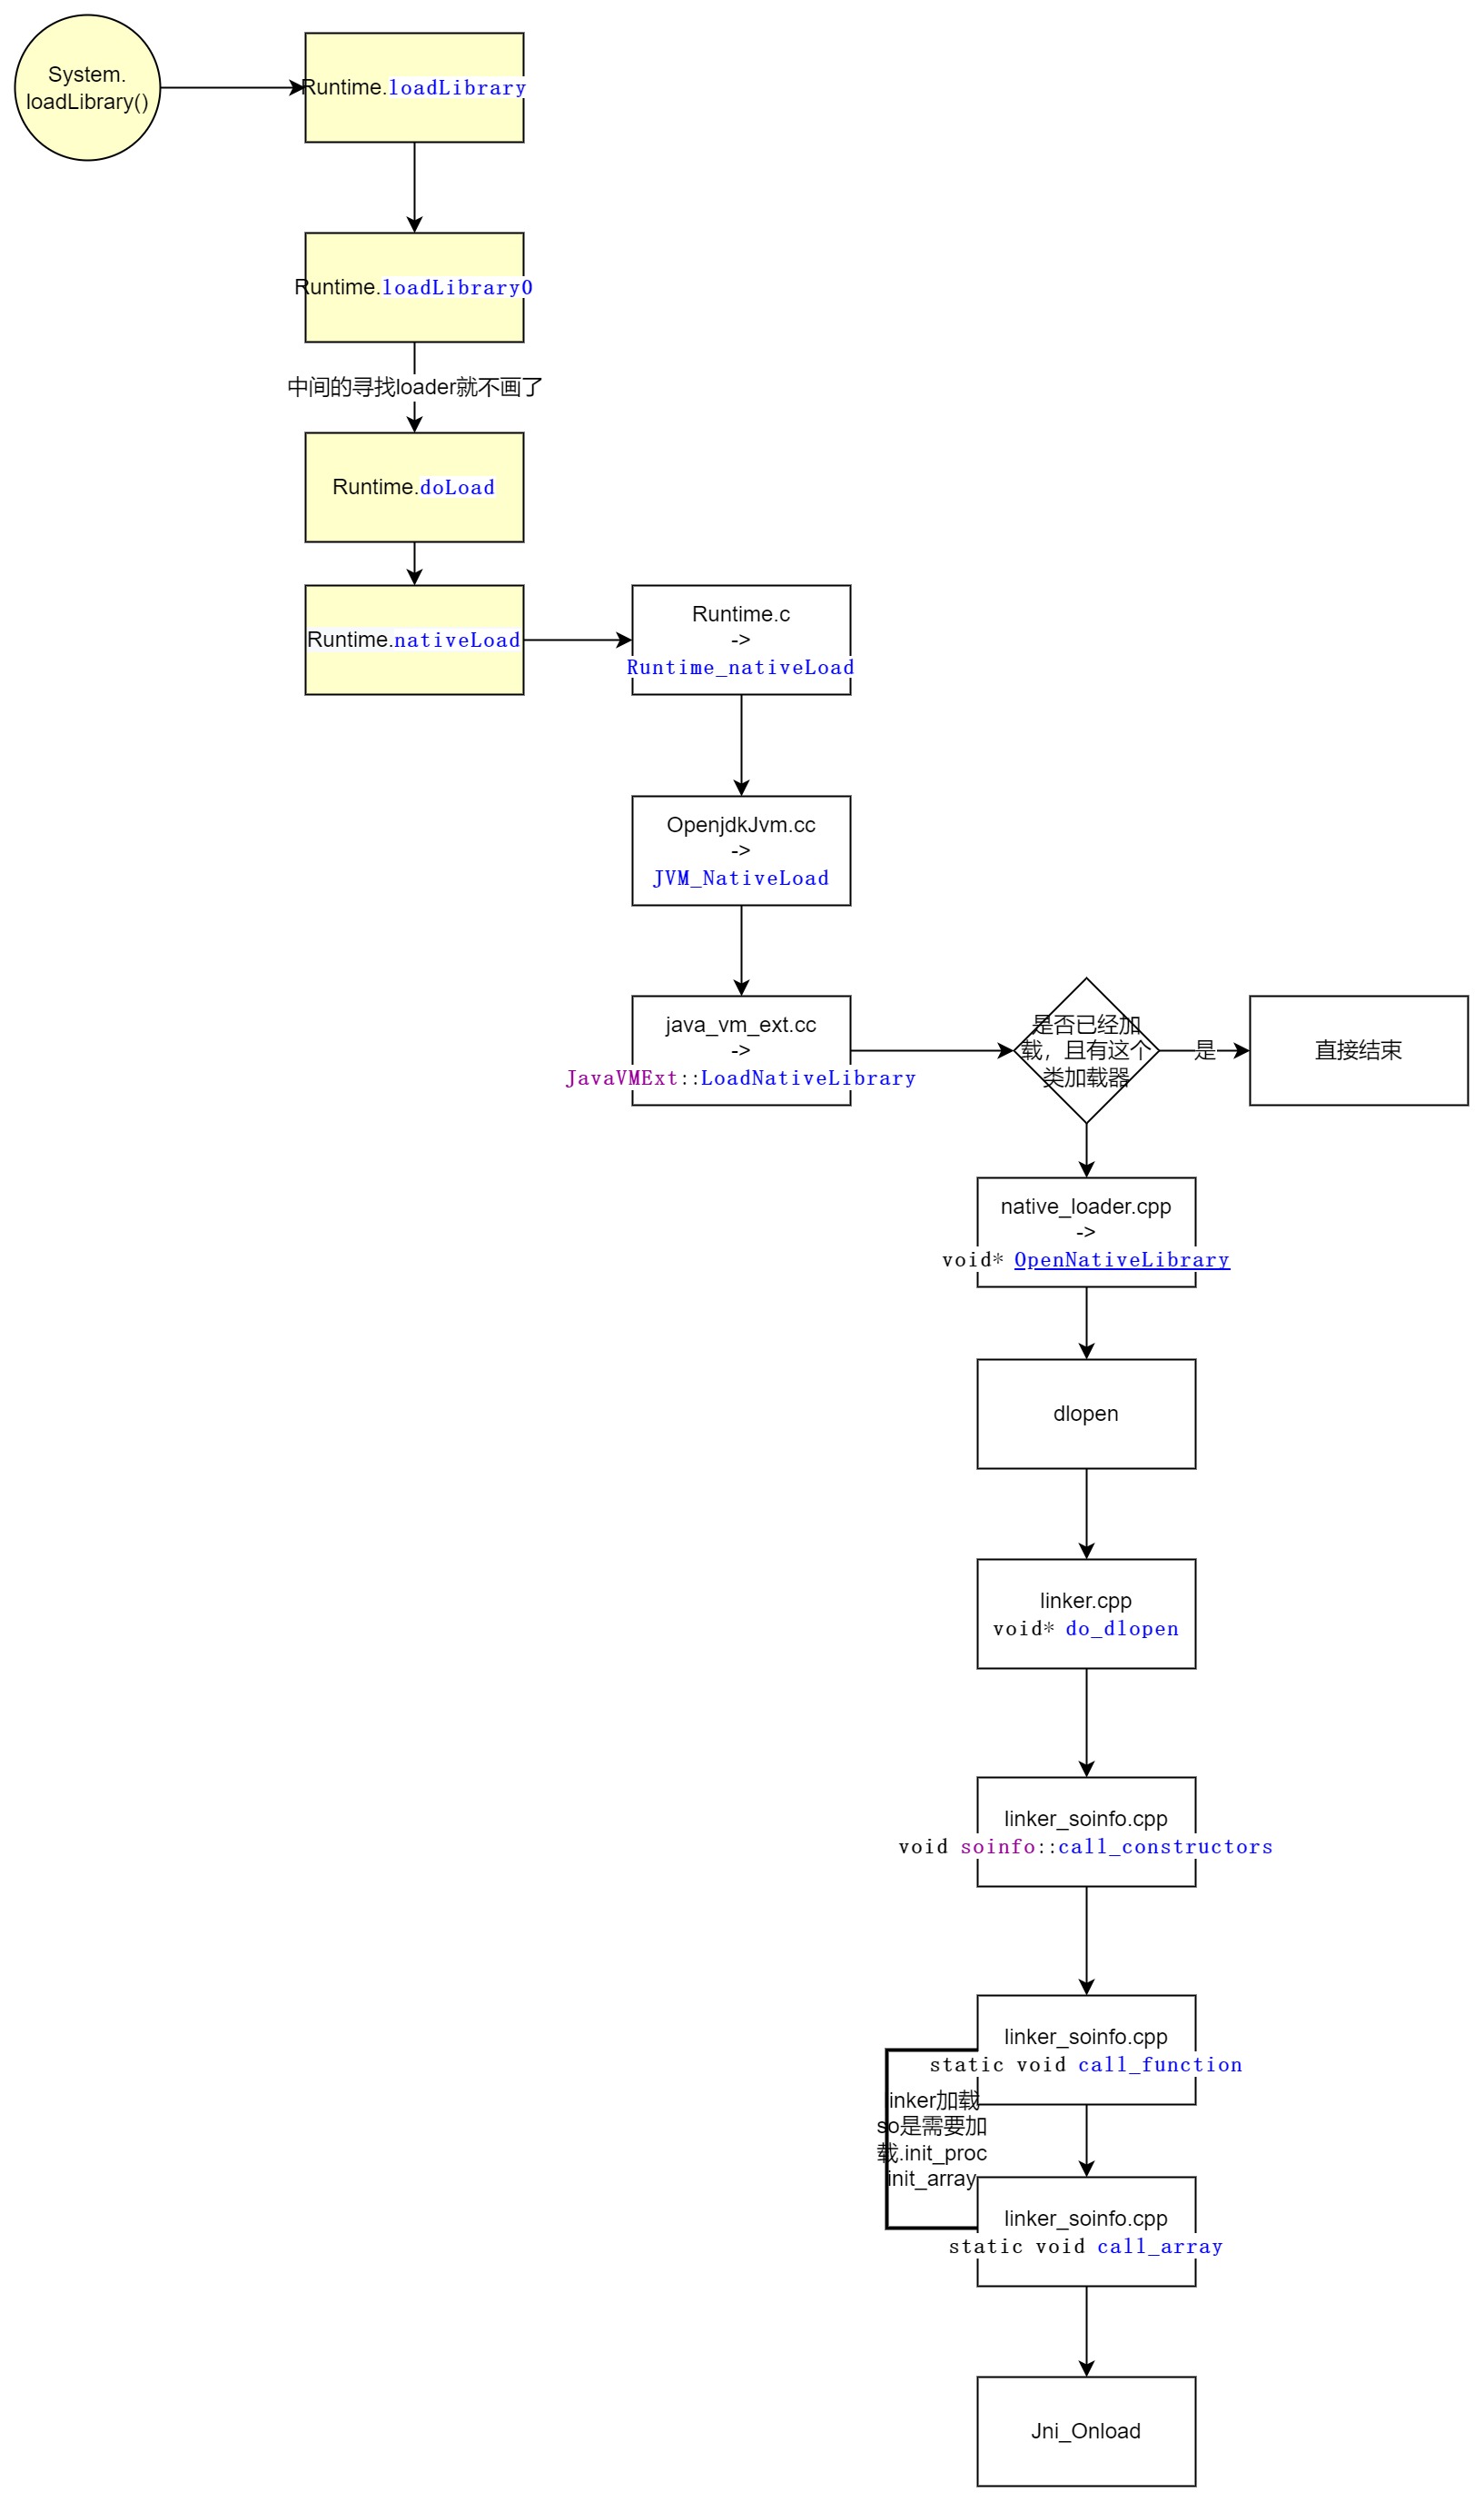 System.
loadLibrary()
Runtime.loadLibrary
Runtime.loadLibrary0
中间的寻找loader就不画了
Runtime.doLoad
Runtime.nativeLoad
Runtime.c
->
Runtime_nativeLoad
OpenjdkJvm.cc
->
JVM_NativeLoad
java_vm_ext.cc
->
JavaVMExt::LoadNativeLibrary
是否已经加
载，且有这个
类加载器
是
直接结束
native_loader.cpp
->
void* OpenNativeLibrary
dlopen
linker.cpp
void* do_dlopen
linker_soinfo.cpp
void soinfo::call_constructors
linker_soinfo.cpp
static void call_function
inker加载
so是需要加
载.init_proc
init_array
linker_soinfo.cpp
static void call_array
Jni_Onload